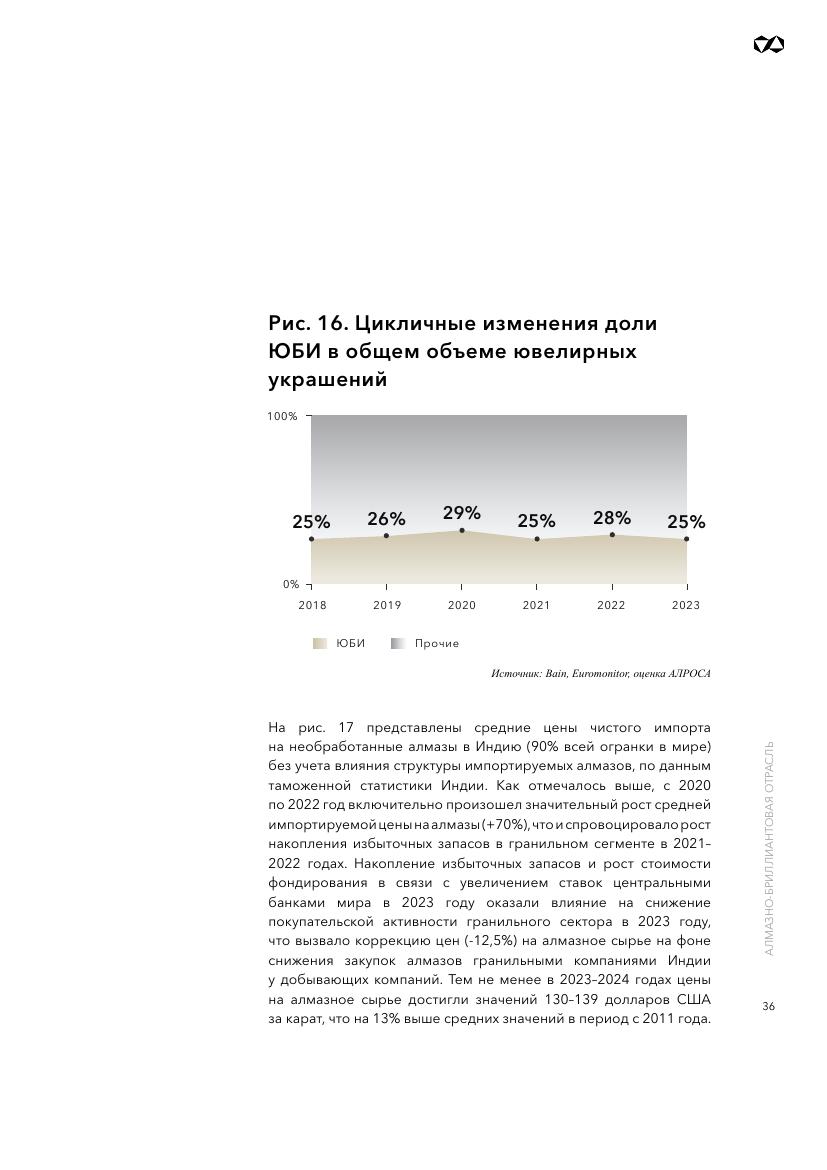 Рис. 16. Цикличные изменения доли
ЮБИ в общем объеме ювелирных
украшений
100%
25%
26%
29%
25%
28%
25%
0%
2018
2019
2020
2021
2022
2023
ЮБИ
Прочие
Источник: Bain, Euromonitor, оценка АЛРОСА
На рис. 17 представлены средние цены чистого импорта
на необработанные алмазы в Индию (90% всей огранки в мире)
без учета влияния структуры импортируемых алмазов, по данным
таможенной статистики Индии. Как отмечалось выше, с 2020
по 2022 год включительно произошел значительный рост средней
импортируемой цены на алмазы (+70%), что и спровоцировало рост
накопления избыточных запасов в гранильном сегменте в 2021–
2022 годах. Накопление избыточных запасов и рост стоимости
фондирования в связи с увеличением ставок центральными
банками мира в 2023 году оказали влияние на снижение
покупательской активности гранильного сектора в 2023 году,
что вызвало коррекцию цен (-12,5%) на алмазное сырье на фоне
снижения закупок алмазов гранильными компаниями Индии
у добывающих компаний. Тем не менее в 2023–2024 годах цены
на алмазное сырье достигли значений 130–139 долларов США
за карат, что на 13% выше средних значений в период с 2011 года.
АЛМАЗНО-БРИЛЛИАНТОВАЯ ОТРАСЛЬ
36